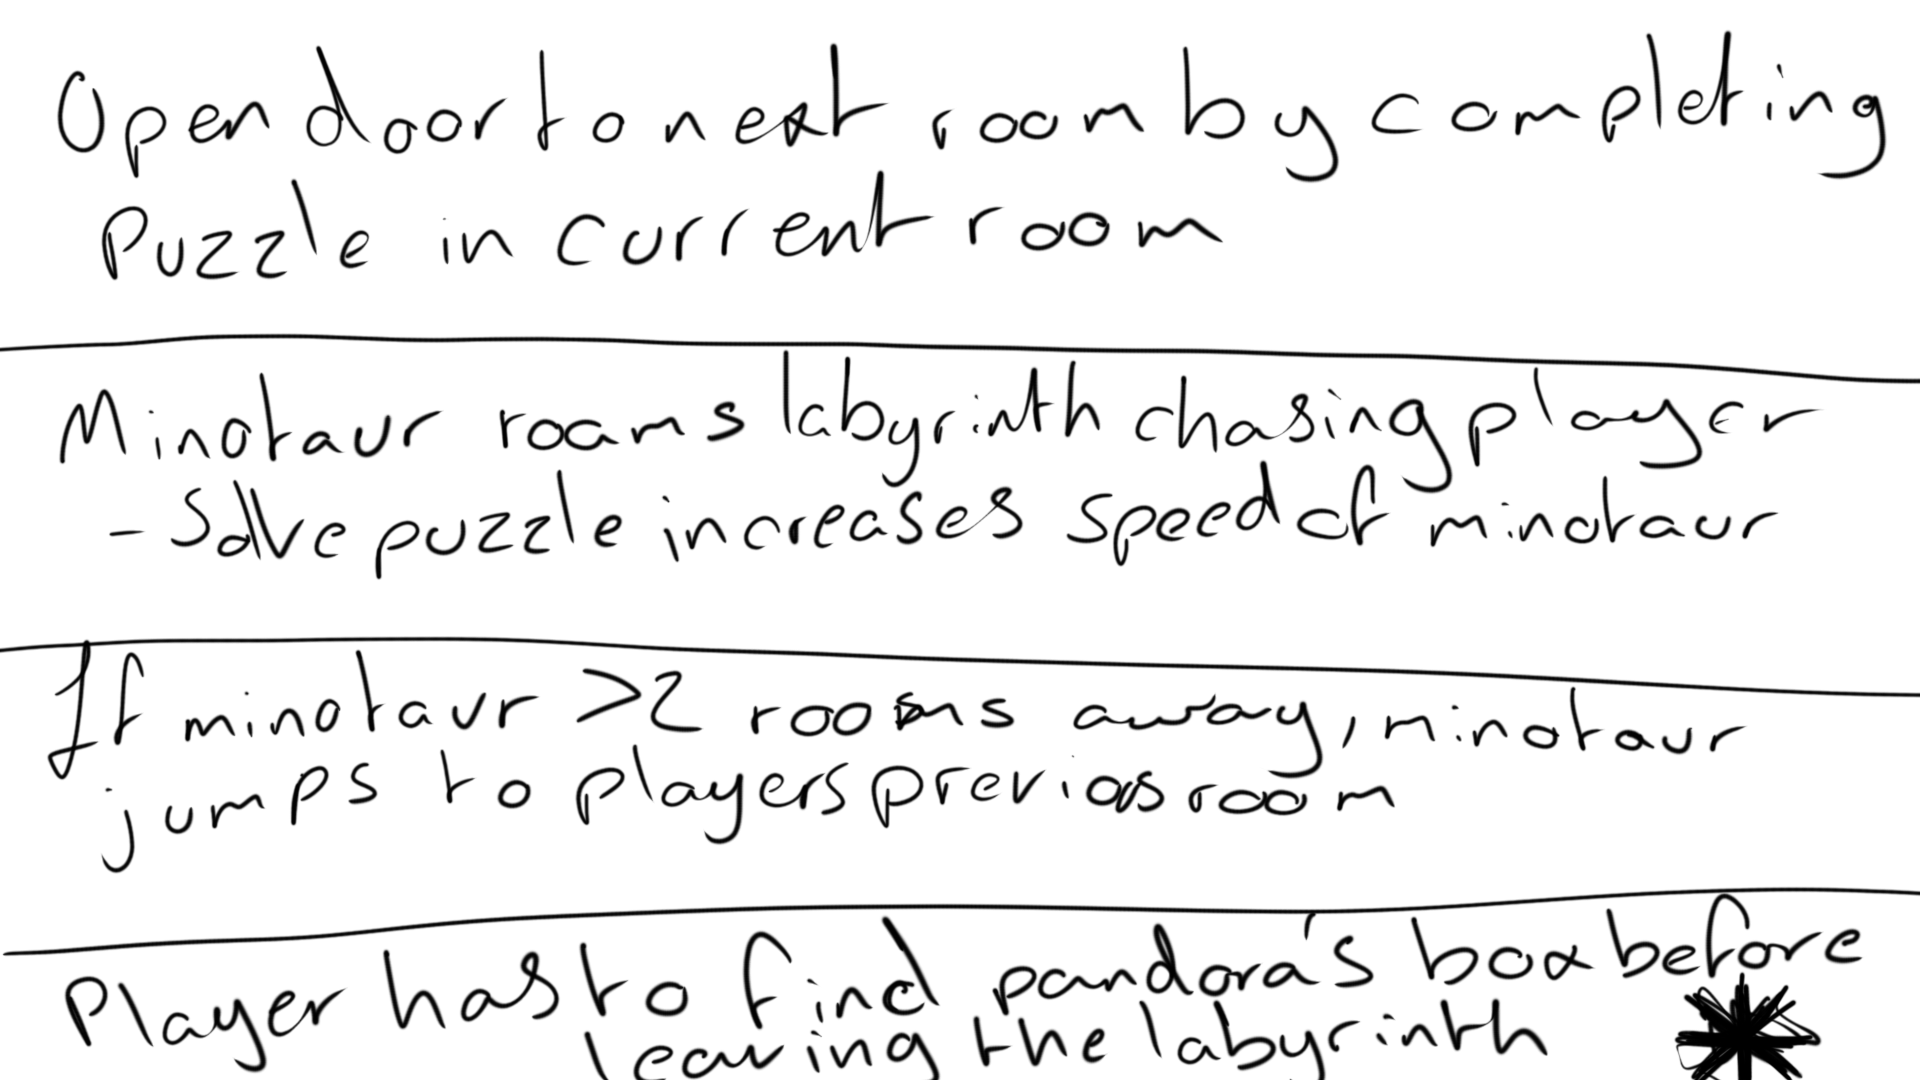 Open door to next room by completing
Puzzle in current room
Minotaur roams labyrinth chasing player
- Solve puzzle increases speed of minotaur
If minotaur >2 rooms away, minotaur
jumps to players previous room
Player has to find pandora's box before
leaving the labyrinth